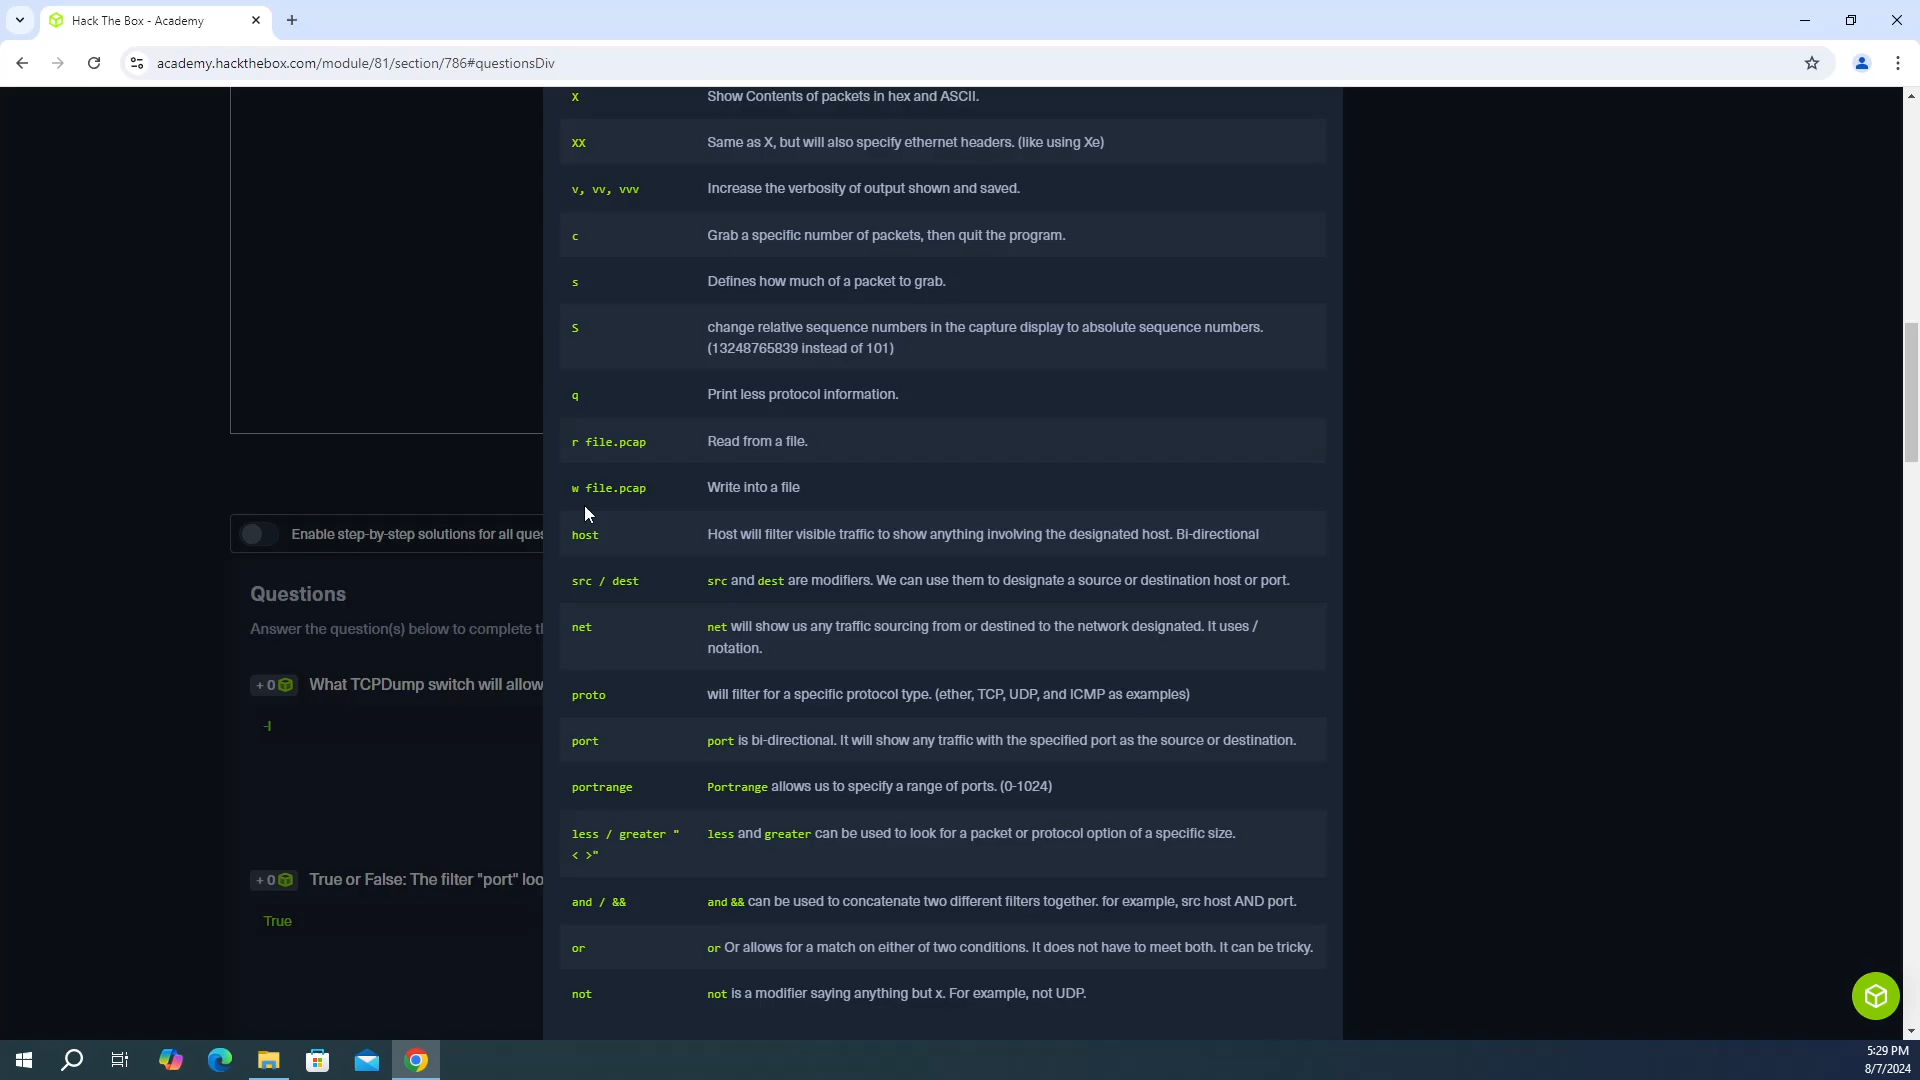 Hack The Box - Academy
academy.hackthebox.com/module/81/section/786#questionsDiv
X Show Contents of packets in hex and ASCII.
XX Same as X, but will also specify ethernet headers. (like using Xe)
v, vv, vvv Increase the verbosity of output shown and saved.
c Grab a specific number of packets, then quit the program.
s Defines how much of a packet to grab.
S change relative sequence numbers in the capture display to absolute sequence numbers.
(13248765839 instead of 101)
q Print less protocol information.
r file.pcap Read from a file.
w file.pcap Write into a file
host Host will filter visible traffic to show anything involving the designated host. Bi-directional
src / dest src and dest are modifiers. We can use them to designate a source or destination host or port.
net net will show us any traffic sourcing from or destined to the network designated. It uses /
notation.
proto will filter for a specific protocol type. (ether, TCP, UDP, and ICMP as examples)
port port is bi-directional. It will show any traffic with the specified port as the source or destination.
portrange Portrange allows us to specify a range of ports. (0-1024)
less / greater " less and greater can be used to look for a packet or protocol option of a specific size.
< >"
and / && and && can be used to concatenate two different filters together. for example, src host AND port.
or or Or allows for a match on either of two conditions. It does not have to meet both. It can be tricky.
not not is a modifier saying anything but x. For example, not UDP.
Enable step-by-step solutions for all que
Questions
Answer the question(s) below to complete
+ 0 What TCPDump switch will allow
-l
+ 0 True or False: The filter "port" loo
True
5:29 PM
8/7/2024